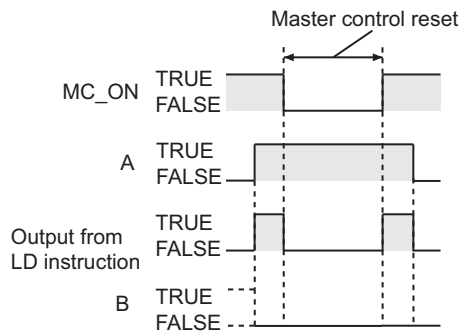 Master control reset
MC_ON
TRUE
FALSE
A
TRUE
FALSE
Output from
LD instruction
TRUE
FALSE
B
TRUE
FALSE